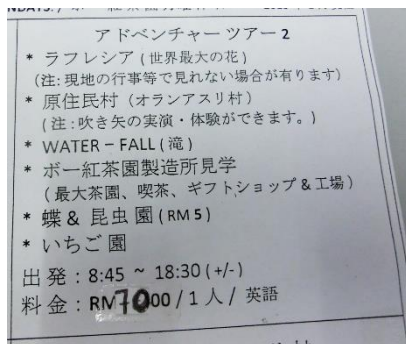 アドベンチャー ツアー 2
* ラフレシア ( 世界最大の花 )
(注: 現地の行事等で見れない場合が有ります)
* 原住民村 (オランアスリ村)
( 注 : 吹き矢の実演・体験ができます。)
* WATER – FALL ( 滝 )
* ボー紅茶園製造所見学
( 最大茶園、喫茶、ギフトショップ & 工場 )
* 蝶 & 昆虫園 ( RM 5 )
* いちご園
出発 : 8:45 ~ 18:30 ( +/- )
料金 : RM 70.00 / 1 人 / 英語